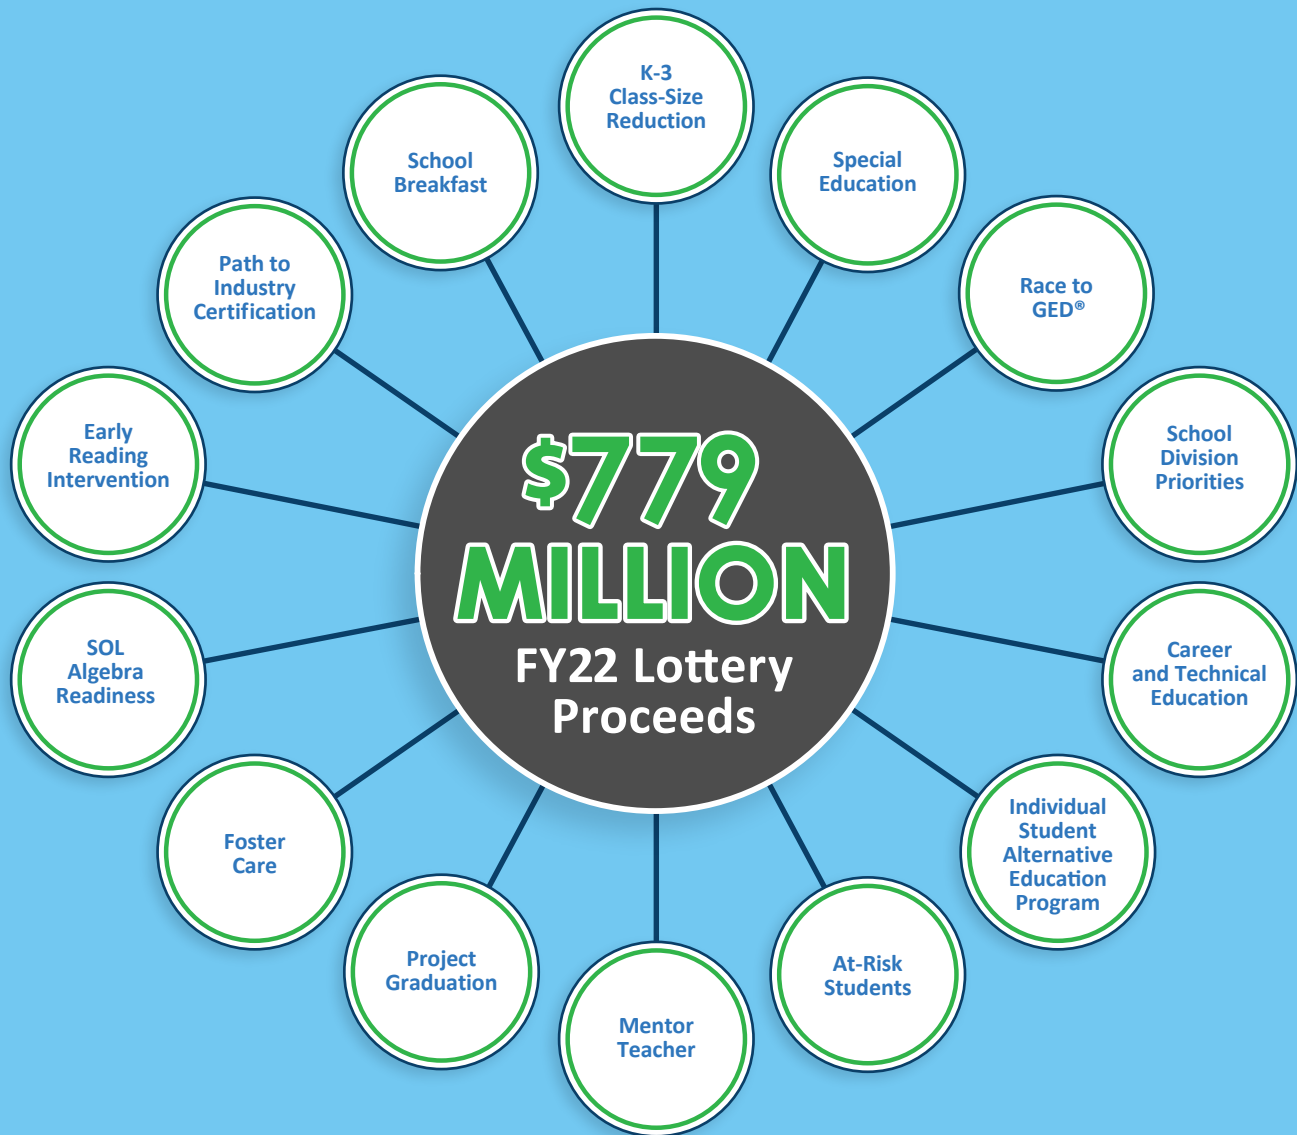 K-3
Class-Size
Reduction
Special
Education
Race to
GED®
School
Division
Priorities
Career
and Technical
Education
Individual
Student
Alternative
Education
Program
At-Risk
Students
Mentor
Teacher
Project
Graduation
Foster
Care
SOL
Algebra
Readiness
Early
Reading
Intervention
Path to
Industry
Certification
School
Breakfast
$779
MILLION
FY22 Lottery
Proceeds